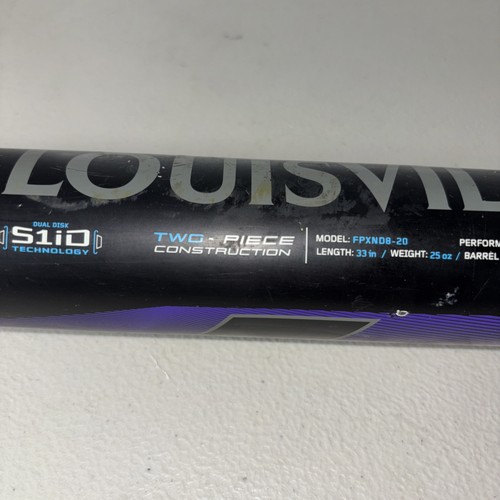 LOUISVIL
DUAL DISK
S1iD
TECHNOLOGY
TWO - PIECE
CONSTRUCTION
MODEL: FPXND8-20
LENGTH: 33 in / WEIGHT: 25 oz / BARREL
PERFORM